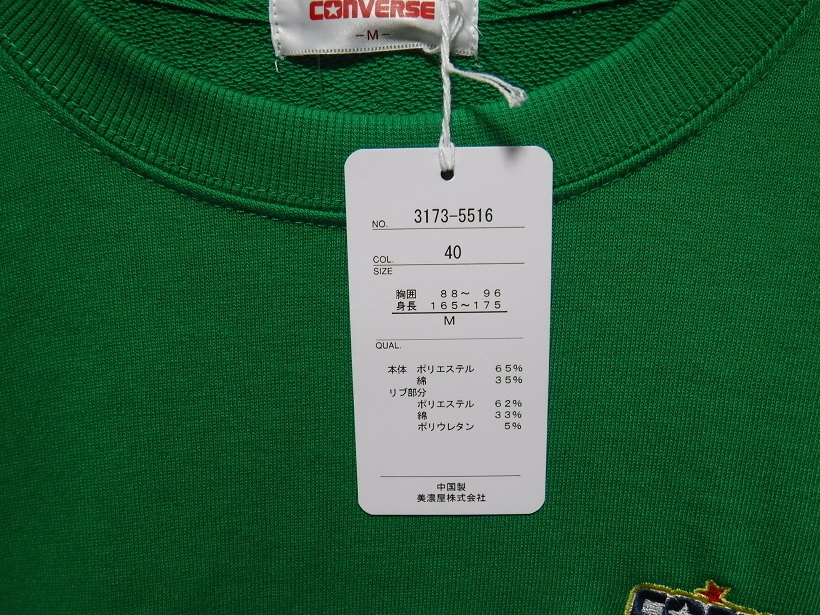 CONVERSE
-M-
NO. 3173-5516
COL. 40
SIZE
胸囲 88～ 96
身長 165～175
M
QUAL.
本体 ポリエステル 65%
綿 35%
リブ部分
ポリエステル 62%
綿 33%
ポリウレタン 5%
中国製
美濃屋株式会社